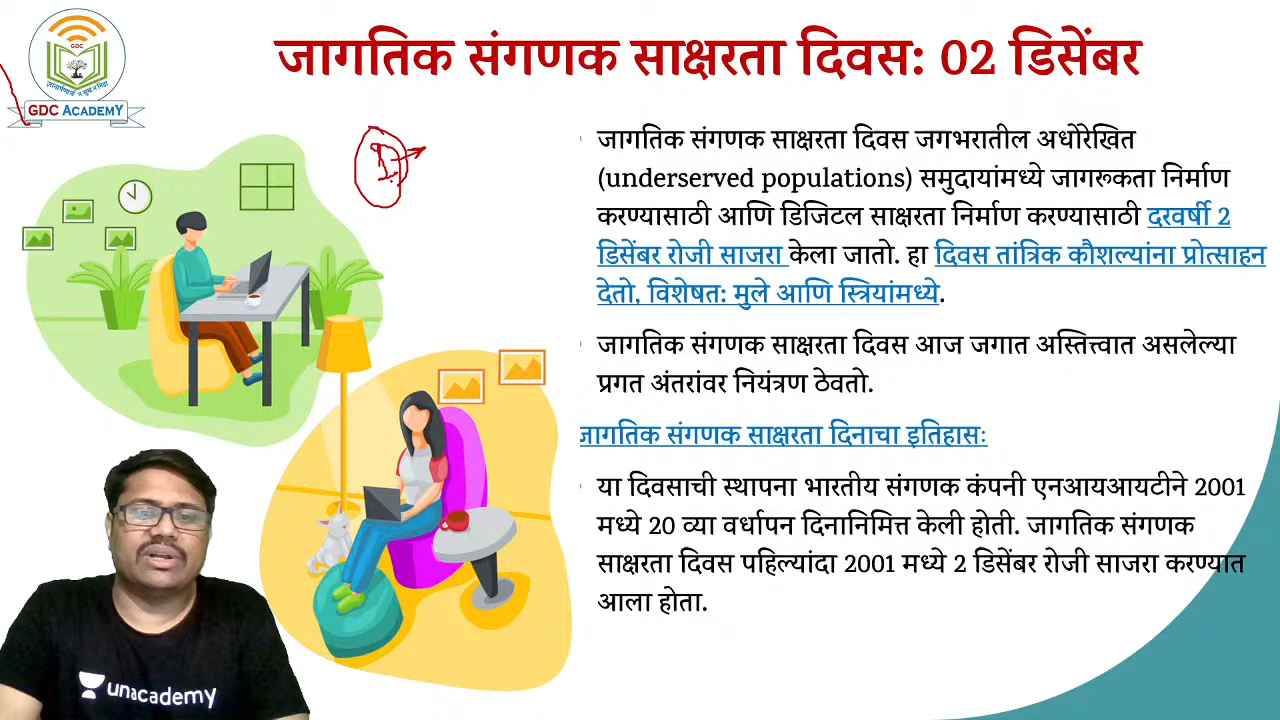 GDC
GDC ACADEMY
जागतिक संगणक साक्षरता दिवस: 02 डिसेंबर
जागतिक संगणक साक्षरता दिवस जगभरातील अधोरेखित
(underserved populations) समुदायांमध्ये जागरूकता निर्माण
करण्यासाठी आणि डिजिटल साक्षरता निर्माण करण्यासाठी दरवर्षी 2
डिसेंबर रोजी साजरा केला जातो. हा दिवस तांत्रिक कौशल्यांना प्रोत्साहन
देतो, विशेषत: मुले आणि स्त्रियांमध्ये.
जागतिक संगणक साक्षरता दिवस आज जगात अस्तित्त्वात असलेल्या
प्रगत अंतरांवर नियंत्रण ठेवतो.
जागतिक संगणक साक्षरता दिनाचा इतिहास:
या दिवसाची स्थापना भारतीय संगणक कंपनी एनआयआयटीने 2001
मध्ये 20 व्या वर्धापन दिनानिमित्त केली होती. जागतिक संगणक
साक्षरता दिवस पहिल्यांदा 2001 मध्ये 2 डिसेंबर रोजी साजरा करण्यात
आला होता.
unacademy